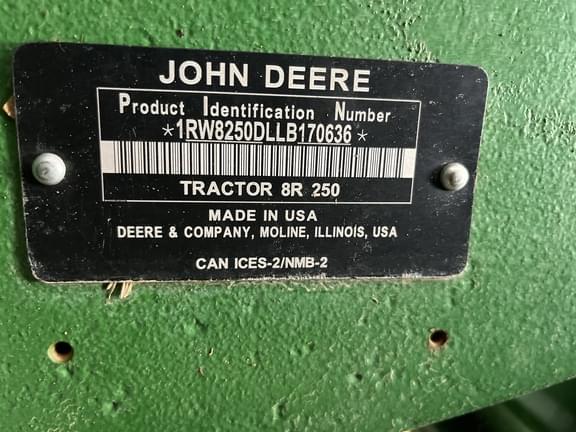 JOHN DEERE
Product Identification Number
*1RW8250DLLB170636*
TRACTOR 8R 250
MADE IN USA
DEERE & COMPANY, MOLINE, ILLINOIS, USA
CAN ICES-2/NMB-2